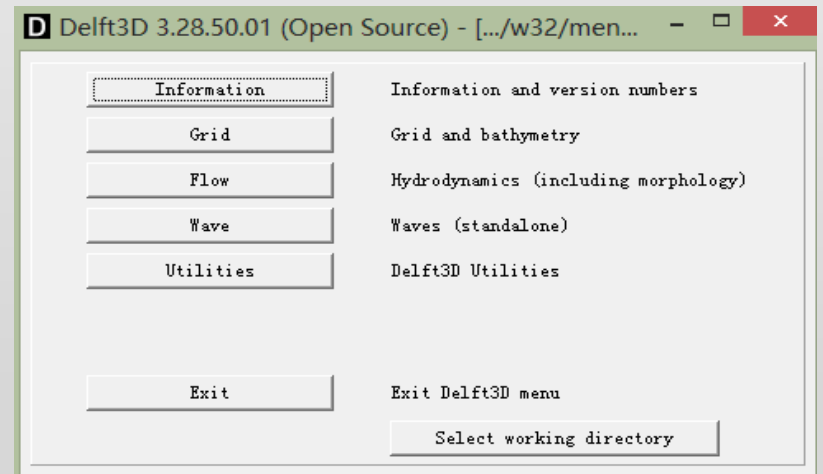 D Delft3D 3.28.50.01 (Open Source) - [.../w32/men...
Information Information and version numbers
Grid Grid and bathymetry
Flow Hydrodynamics (including morphology)
Wave Waves (standalone)
Utilities Delft3D Utilities
Exit Exit Delft3D menu
Select working directory